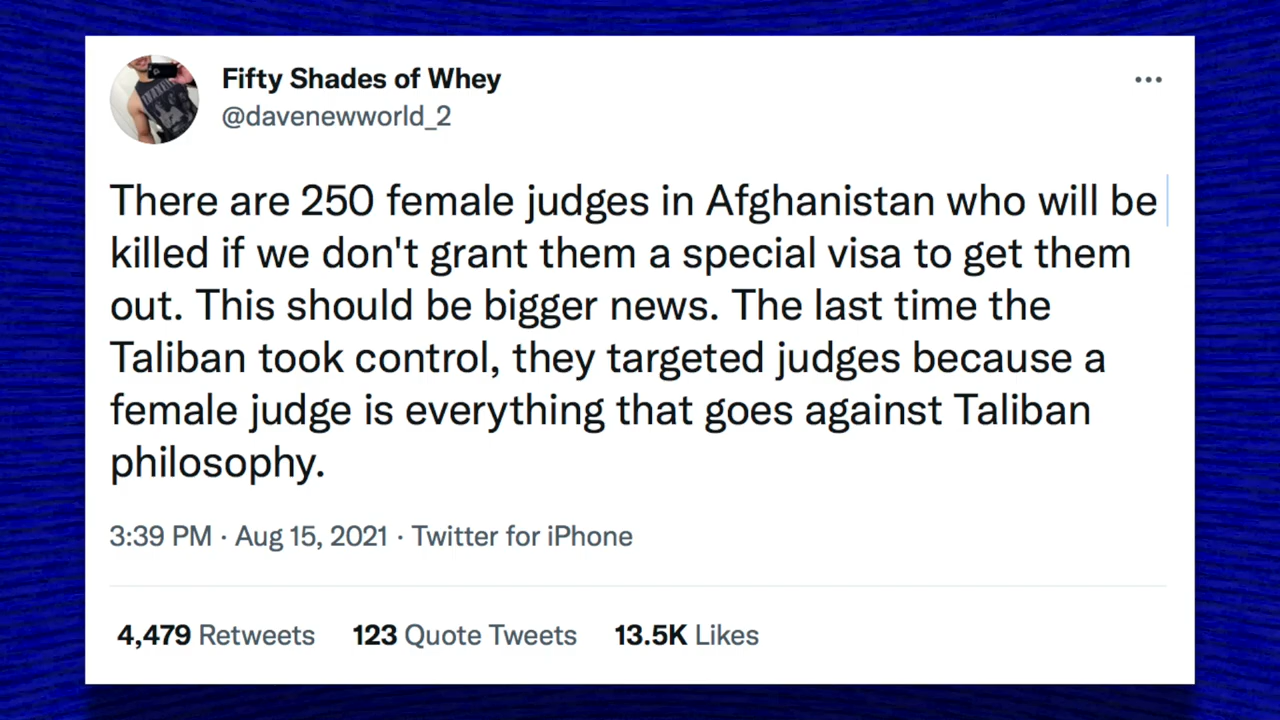 Fifty Shades of Whey
@davenewworld_2
There are 250 female judges in Afghanistan who will be
killed if we don't grant them a special visa to get them
out. This should be bigger news. The last time the
Taliban took control, they targeted judges because a
female judge is everything that goes against Taliban
philosophy.
3:39 PM · Aug 15, 2021 · Twitter for iPhone
4,479 Retweets 123 Quote Tweets 13.5K Likes